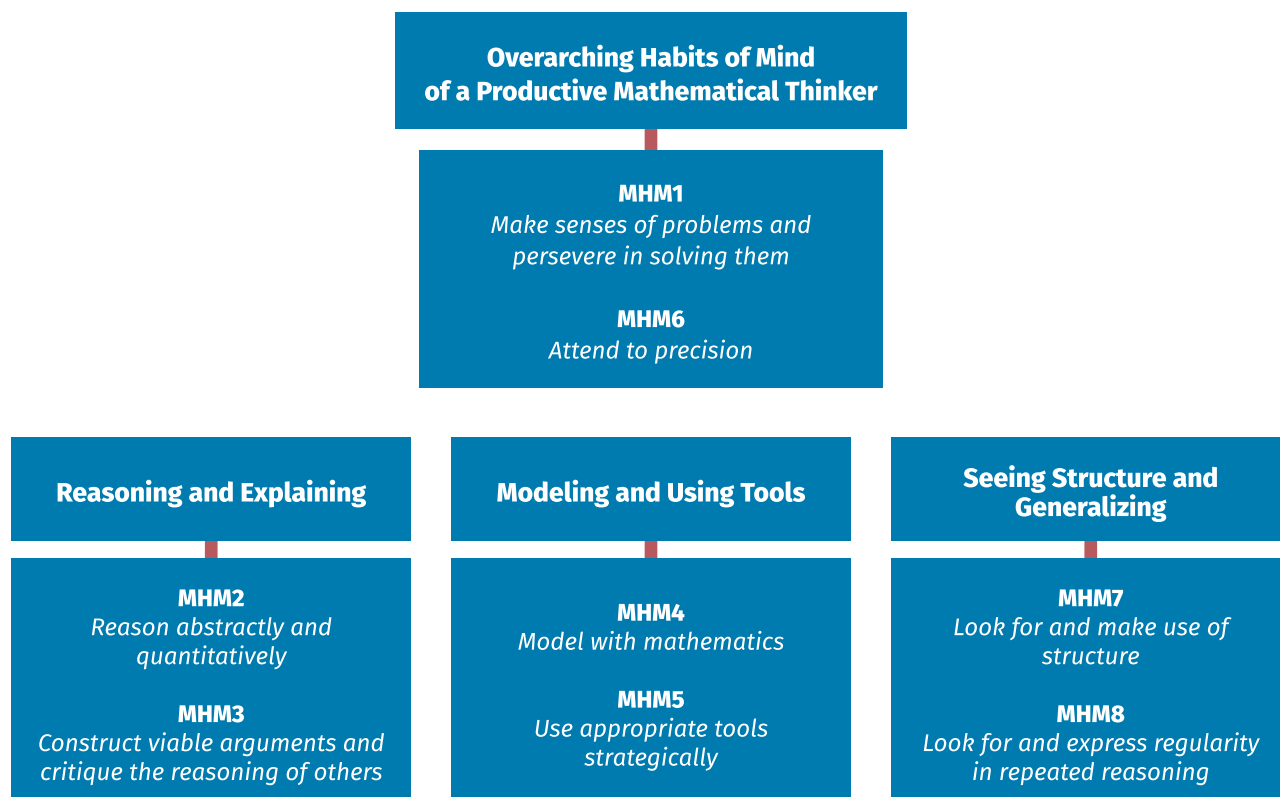 Overarching Habits of Mind
of a Productive Mathematical Thinker
MHM1
Make senses of problems and
persevere in solving them
MHM6
Attend to precision
Reasoning and Explaining
MHM2
Reason abstractly and
quantitatively
MHM3
Construct viable arguments and
critique the reasoning of others
Modeling and Using Tools
MHM4
Model with mathematics
MHM5
Use appropriate tools
strategically
Seeing Structure and
Generalizing
MHM7
Look for and make use of
structure
MHM8
Look for and express regularity
in repeated reasoning